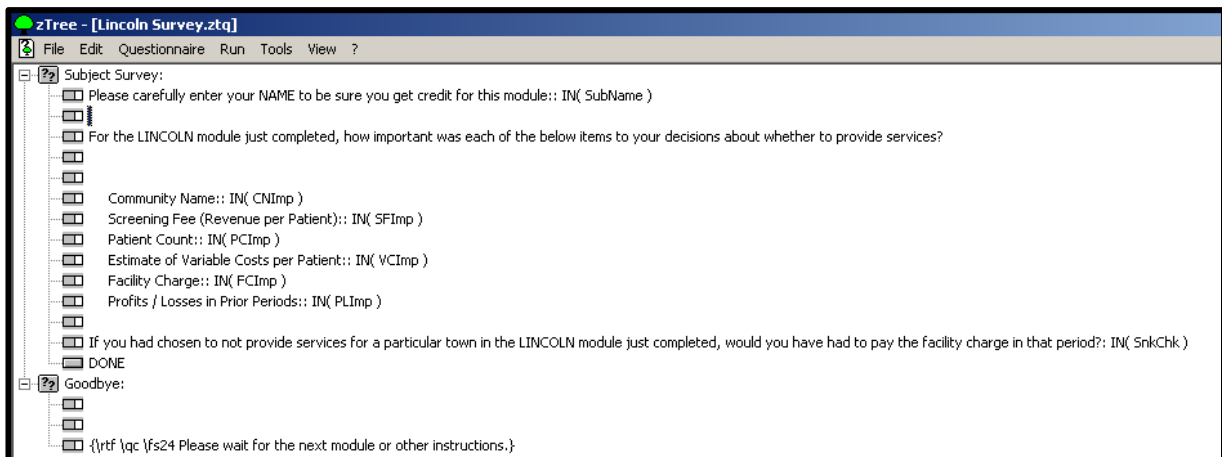 zTree - [Lincoln Survey.ztq]
File Edit Questionnaire Run Tools View ?
Subject Survey:
Please carefully enter your NAME to be sure you get credit for this module:: IN( SubName )
For the LINCOLN module just completed, how important was each of the below items to your decisions about whether to provide services?
Community Name:: IN( CNImp )
Screening Fee (Revenue per Patient):: IN( SFImp )
Patient Count:: IN( PCImp )
Estimate of Variable Costs per Patient:: IN( VCImp )
Facility Charge:: IN( FCImp )
Profits / Losses in Prior Periods:: IN( PLImp )
If you had chosen to not provide services for a particular town in the LINCOLN module just completed, would you have had to pay the facility charge in that period?: IN( SnkChk )
DONE
Goodbye:
{\rtf \qc \fs24 Please wait for the next module or other instructions.}